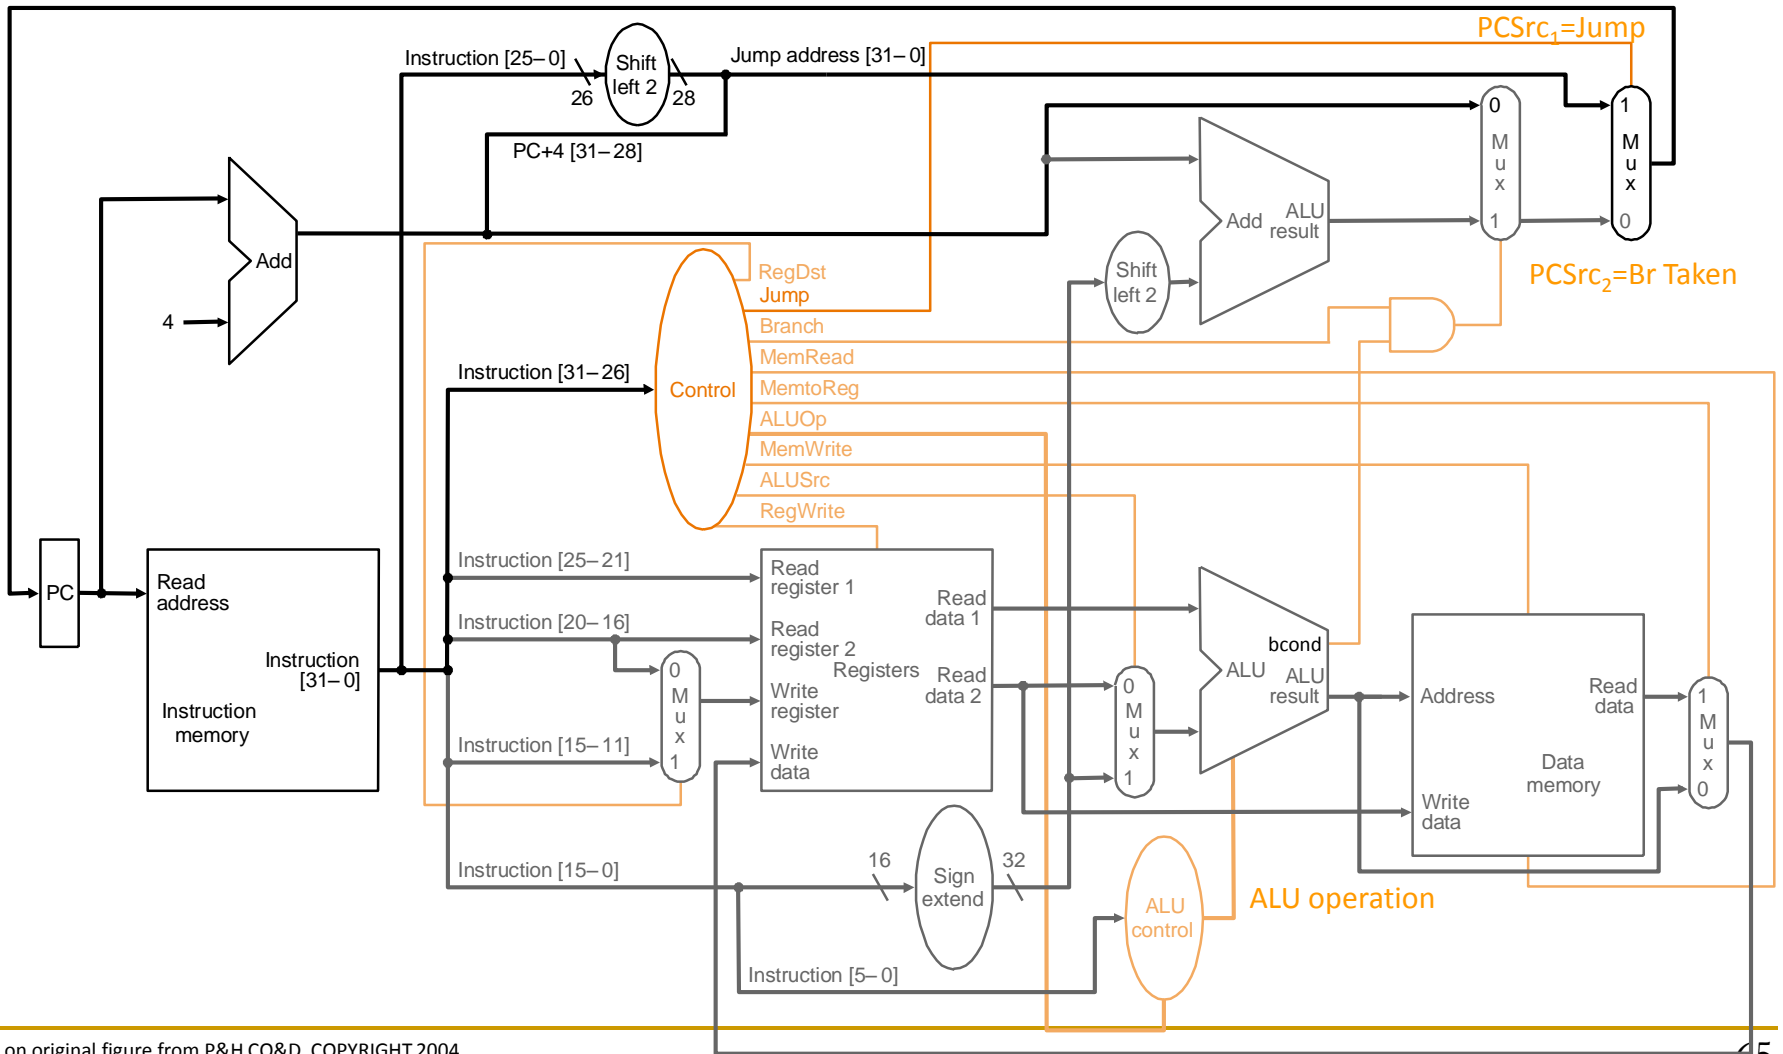 PCSrc1=Jump
Instruction [25–0]
Shift
left 2
Jump address [31–0]
26
28
PC+4 [31–28]
0
M
u
x
1
1
M
u
x
0
Add
ALU
result
Add
4
Shift
left 2
PCSrc2=Br Taken
RegDst
Jump
Branch
MemRead
MemtoReg
ALUOp
MemWrite
ALUSrc
RegWrite
Control
Instruction [31–26]
PC
Read
address
Instruction
[31–0]
Instruction
memory
Instruction [25–21]
Instruction [20–16]
Instruction [15–11]
0
M
u
x
1
Read
register 1
Read
register 2
Write
register
Write
data
Registers
Read
data 1
Read
data 2
0
M
u
x
1
bcond
ALU
ALU
result
Address
Read
data
Data
memory
Write
data
1
M
u
x
0
Instruction [15–0]
16
Sign
extend
32
ALU
control
ALU operation
Instruction [5–0]
on original figure from P&H CO&D, COPYRIGHT 2004